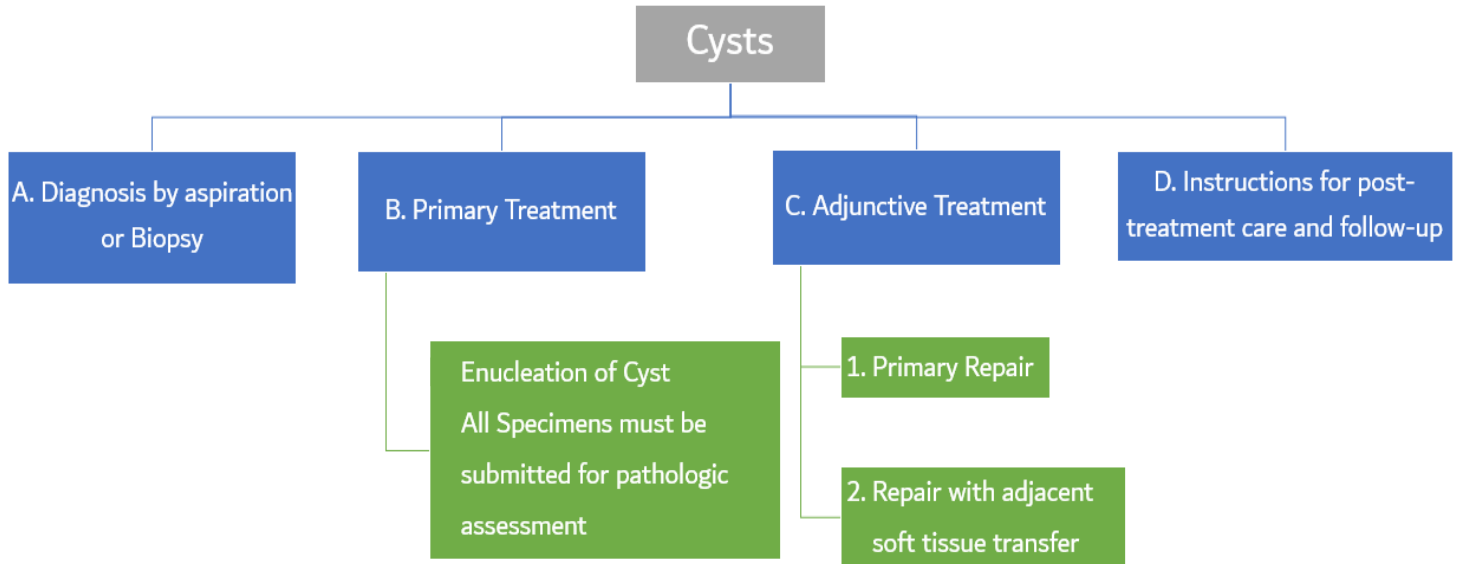 Cysts
A. Diagnosis by aspiration
or Biopsy
B. Primary Treatment
C. Adjunctive Treatment
D. Instructions for post-
treatment care and follow-up
Enucleation of Cyst
All Specimens must be
submitted for pathologic
assessment
1. Primary Repair
2. Repair with adjacent
soft tissue transfer